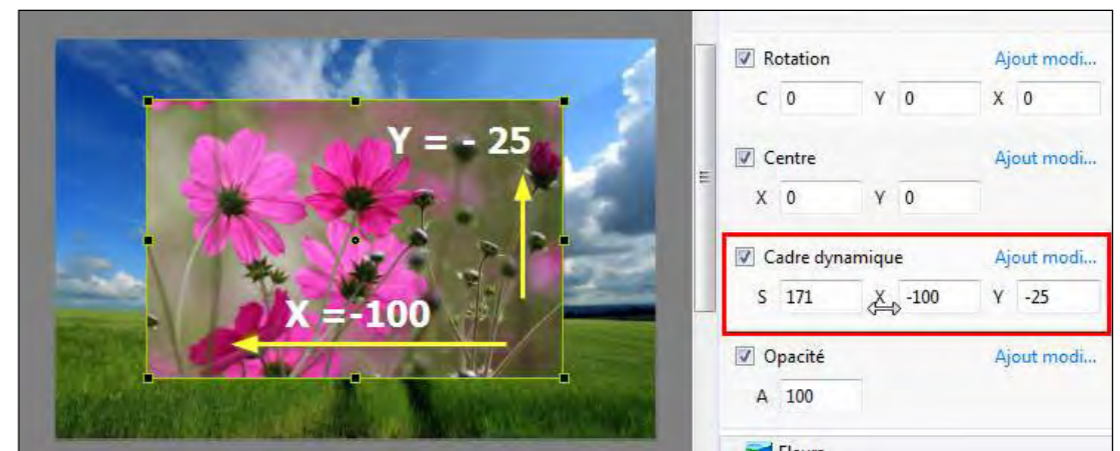 Y = - 25
X =-100
Rotation Ajout modi...
C 0 Y 0 X 0
Centre Ajout modi...
X 0 Y 0
Cadre dynamique Ajout modi...
S 171 X -100 Y -25
Opacité Ajout modi...
A 100